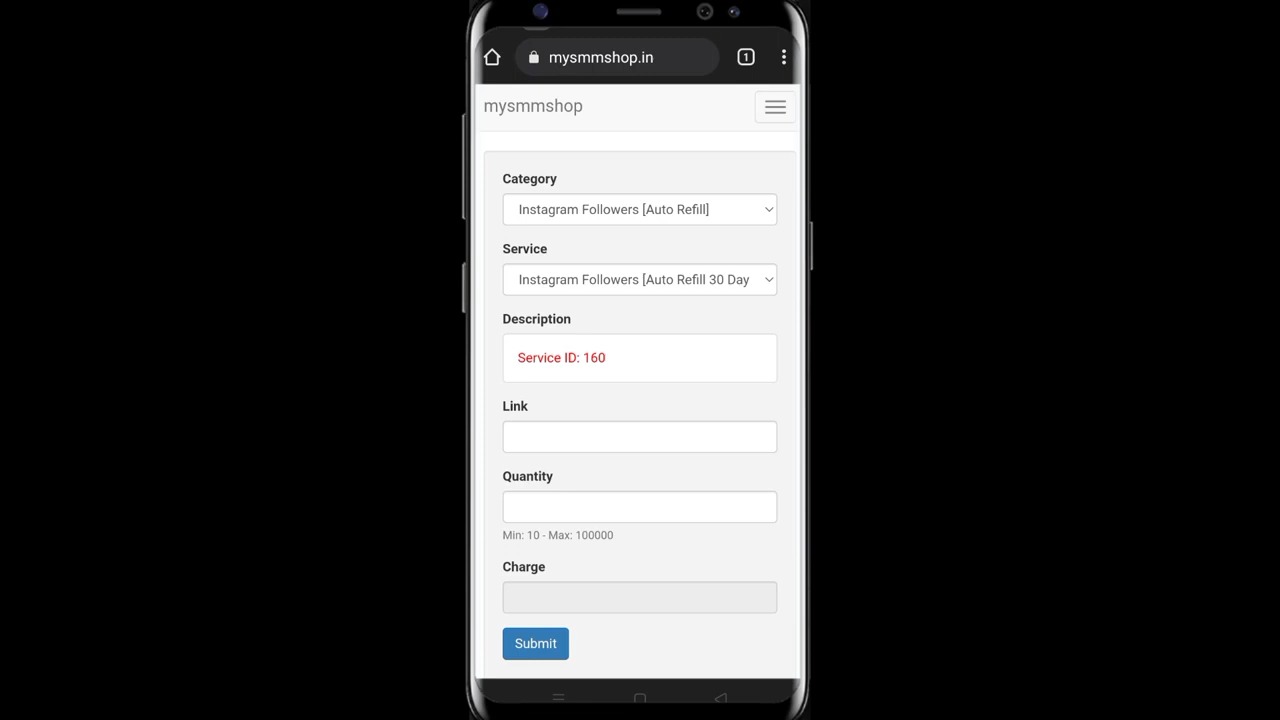 mysmmshop.in
1
mysmmshop
Category
Instagram Followers [Auto Refill]
Service
Instagram Followers [Auto Refill 30 Day
Description
Service ID: 160
Link
Quantity
Min: 10 - Max: 100000
Charge
Submit